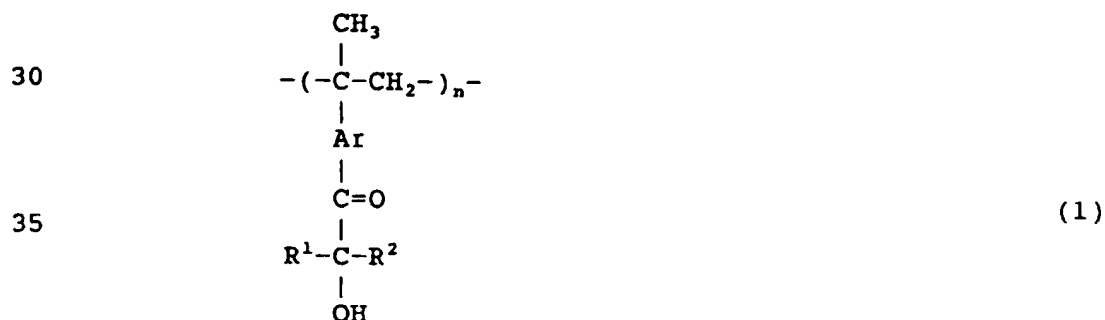 CH₃
|
30 -(-C-CH₂-)ₙ-
|
Ar
|
C=O
35 | (1)
R¹-C-R²
|
OH